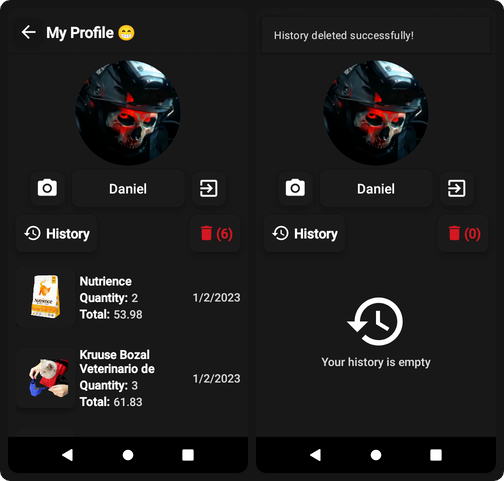 My Profile 😁
Daniel
History
(6)
Nutrience
Quantity: 2
Total: 53.98
1/2/2023
Kruuse Bozal
Veterinario de
Quantity: 3
Total: 61.83
1/2/2023
History deleted successfully!
Daniel
History
(0)
Your history is empty